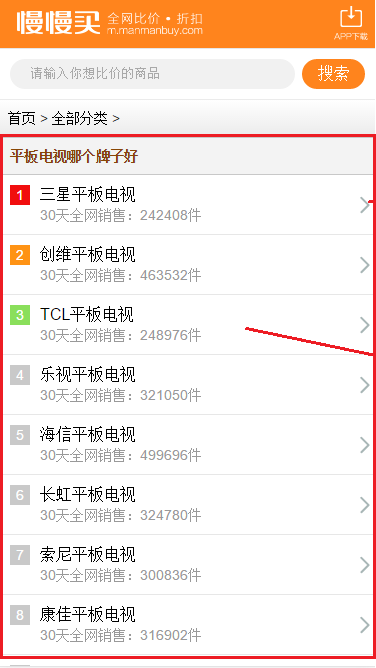 慢慢买 全网比价·折扣
m.manmanbuy.com
APP下载
请输入你想比价的商品
搜索
首页 > 全部分类 >
平板电视哪个牌子好
1 三星平板电视
30天全网销售：242408件
2 创维平板电视
30天全网销售：463532件
3 TCL平板电视
30天全网销售：248976件
4 乐视平板电视
30天全网销售：321050件
5 海信平板电视
30天全网销售：499696件
6 长虹平板电视
30天全网销售：324780件
7 索尼平板电视
30天全网销售：300836件
8 康佳平板电视
30天全网销售：316902件